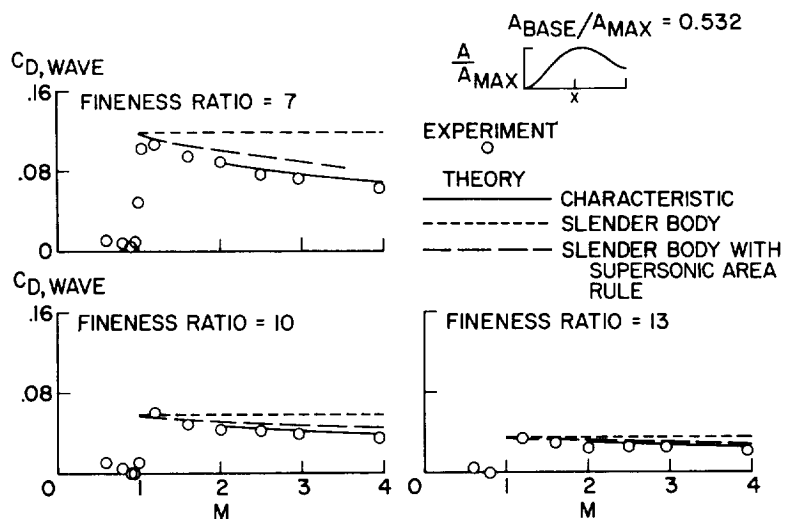 A_BASE/A_MAX = 0.532
A
A_MAX
X
C_D, WAVE
.16
FINENESS RATIO = 7
.08
0
EXPERIMENT
THEORY
CHARACTERISTIC
SLENDER BODY
SLENDER BODY WITH
SUPERSONIC AREA
RULE
C_D, WAVE
.16
FINENESS RATIO = 10
.08
0 1 2 3 4
M
FINENESS RATIO = 13
0 1 2 3 4
M